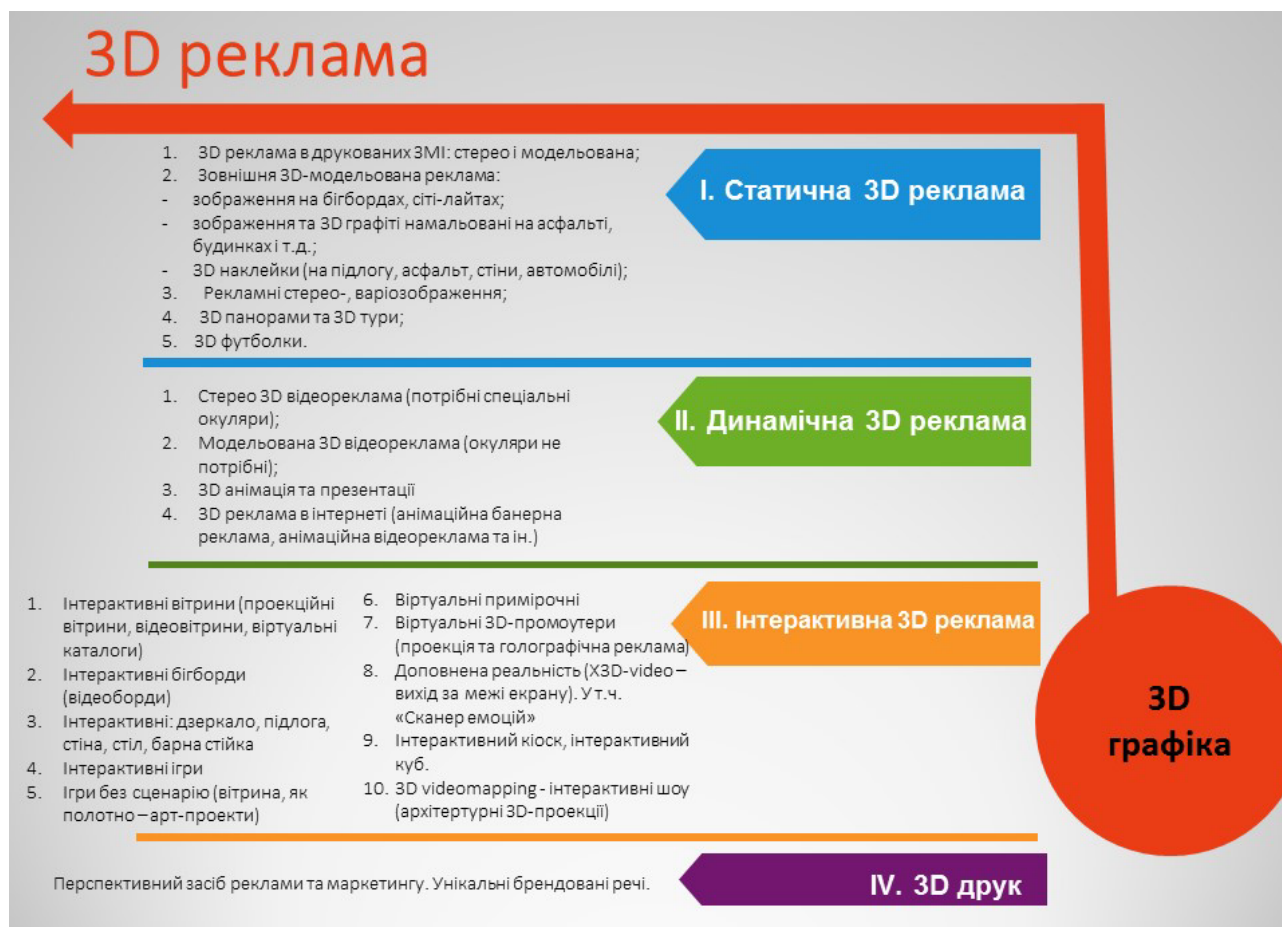 3D реклама
1. 3D реклама в друкованих ЗМІ: стерео і модельована;
2. Зовнішня 3D-модельована реклама:
- зображення на бігбордах, сіті-лайтах;
- зображення та 3D графіті намальовані на асфальті,
будинках і т.д.;
- 3D наклейки (на підлогу, асфальт, стіни, автомобілі);
3. Рекламні стерео-, варіозображення;
4. 3D панорами та 3D тури;
5. 3D футболки.
I. Статична 3D реклама
1. Стерео 3D відеореклама (потрібні спеціальні
окуляри);
2. Модельована 3D відеореклама (окуляри не
потрібні);
3. 3D анімація та презентації
4. 3D реклама в інтернеті (анімаційна банерна
реклама, анімаційна відеореклама та ін.)
II. Динамічна 3D реклама
1. Інтерактивні вітрини (проекційні
вітрини, відеовітрини, віртуальні
каталоги)
2. Інтерактивні бігборди
(відеоборди)
3. Інтерактивні: дзеркало, підлога,
стіна, стіл, барна стійка
4. Інтерактивні ігри
5. Ігри без сценарію (вітрина, як
полотно – арт-проекти)
6. Віртуальні примірочні
7. Віртуальні 3D-промоутери
(проекція та голографічна реклама)
8. Доповнена реальність (X3D-video –
вихід за межі екрану). У т.ч.
«Сканер емоцій»
9. Інтерактивний кіоск, інтерактивний
куб.
10. 3D videomapping - інтерактивні шоу
(архітертурні 3D-проекції)
III. Інтерактивна 3D реклама
3D
графіка
Перспективний засіб реклами та маркетингу. Унікальні брендовані речі.
IV. 3D друк